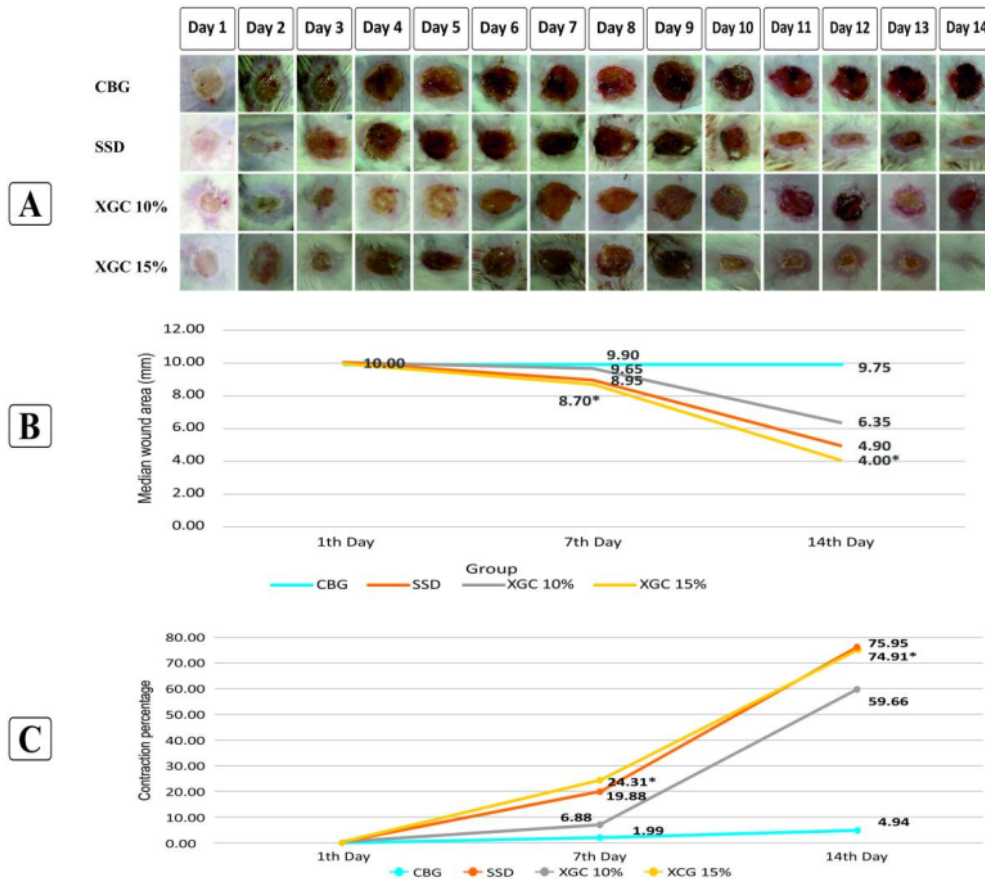 Day 1 Day 2 Day 3 Day 4 Day 5 Day 6 Day 7 Day 8 Day 9 Day 10 Day 11 Day 12 Day 13 Day 14
CBG
SSD
A
XGC 10%
XGC 15%
B
Median wound area (mm)
12.00
10.00
8.00
6.00
4.00
2.00
0.00
10.00
9.90
9.65
8.95
8.70*
9.75
6.35
4.90
4.00*
1th Day 7th Day 14th Day
Group
CBG SSD XGC 10% XGC 15%
C
Contraction percentage
80.00
70.00
60.00
50.00
40.00
30.00
20.00
10.00
0.00
75.95
74.91*
59.66
24.31*
19.88
6.88
1.99
4.94
1th Day 7th Day 14th Day
CBG SSD XGC 10% XCG 15%